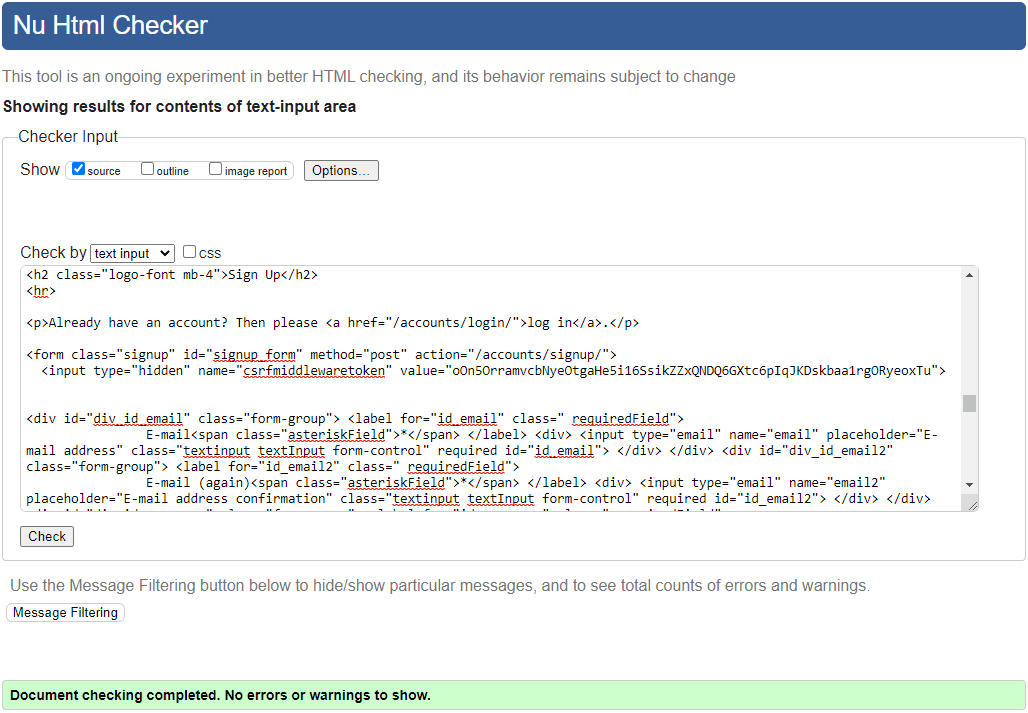 Nu Html Checker
This tool is an ongoing experiment in better HTML checking, and its behavior remains subject to change
Showing results for contents of text-input area
Checker Input
Show source outline image report Options...
Check by text input css
<h2 class="logo-font mb-4">Sign Up</h2>
<hr>
<p>Already have an account? Then please <a href="/accounts/login/">log in</a>.</p>
<form class="signup" id="signup_form" method="post" action="/accounts/signup/">
<input type="hidden" name="csrfmiddlewaretoken" value="oOn5OrramvcbNyeOtgaHe5i16SsikZZxQNDQ6GXtc6pIqJKDskbaa1rgORyeoxTu">
<div id="div_id_email" class="form-group"> <label for="id_email" class=" requiredField">
E-mail<span class="asteriskField">*</span> </label> <div> <input type="email" name="email" placeholder="E-
mail address" class="textinput textInput form-control" required id="id_email"> </div> </div> <div id="div_id_email2"
class="form-group"> <label for="id_email2" class=" requiredField">
E-mail (again)<span class="asteriskField">*</span> </label> <div> <input type="email" name="email2"
placeholder="E-mail address confirmation" class="textinput textInput form-control" required id="id_email2"> </div> </div>
Check
Use the Message Filtering button below to hide/show particular messages, and to see total counts of errors and warnings.
Message Filtering
Document checking completed. No errors or warnings to show.